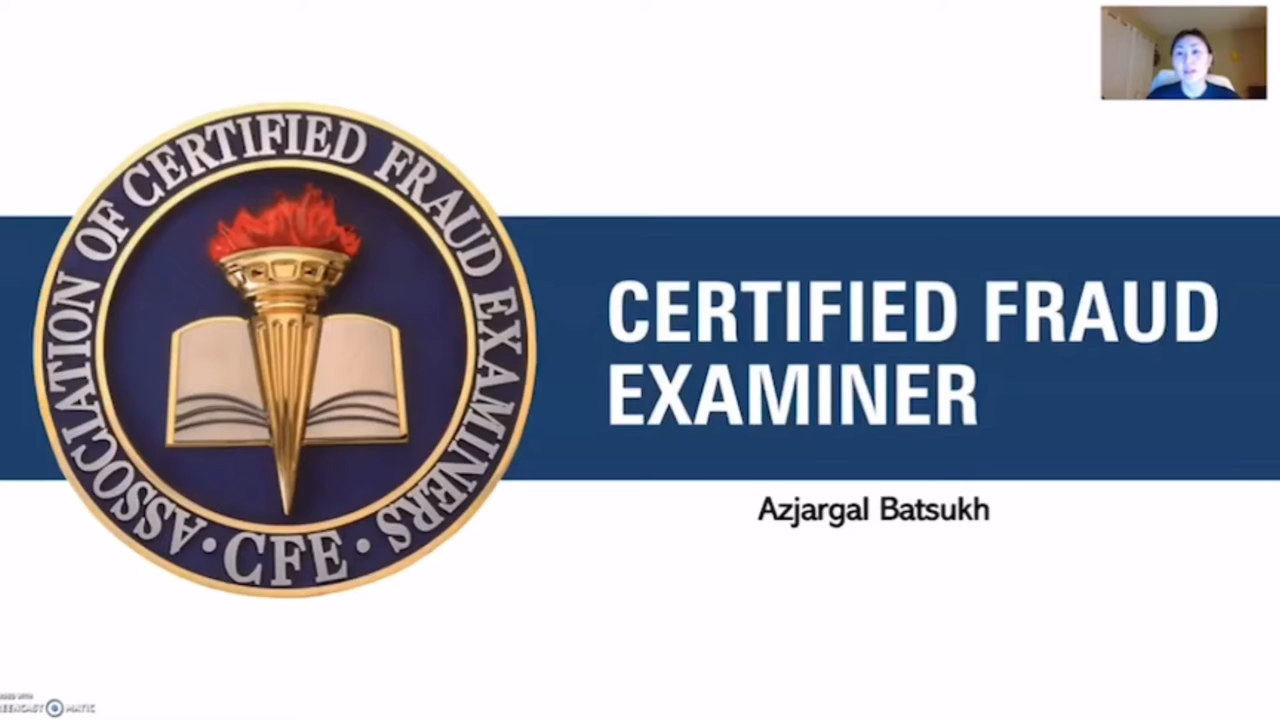 ASSOCIATION OF CERTIFIED FRAUD EXAMINERS
• CFE •
CERTIFIED FRAUD
EXAMINER
Azjargal Batsukh